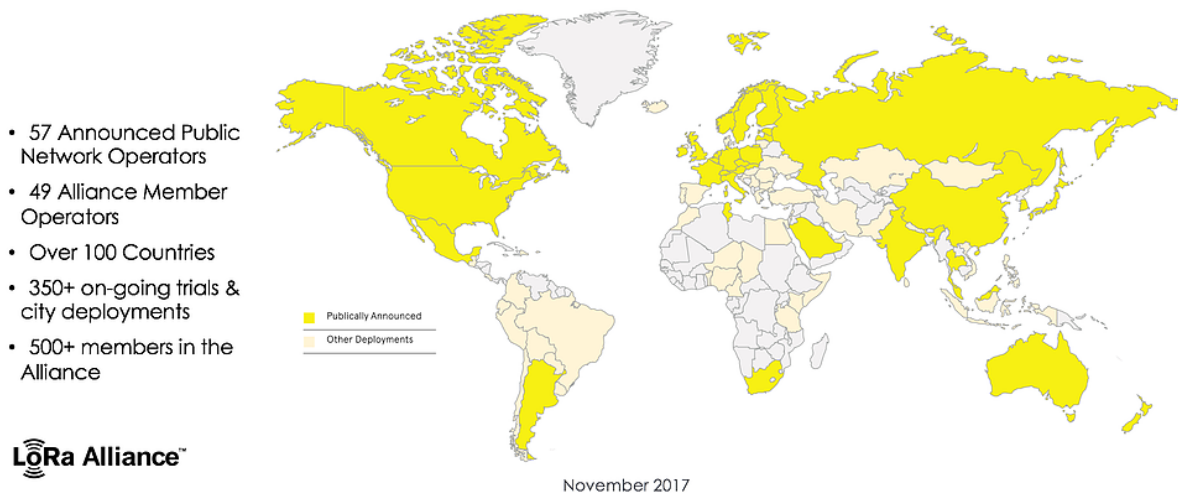 • 57 Announced Public
Network Operators
• 49 Alliance Member
Operators
• Over 100 Countries
• 350+ on-going trials &
city deployments
• 500+ members in the
Alliance
Publically Announced
Other Deployments
LoRa Alliance™
November 2017